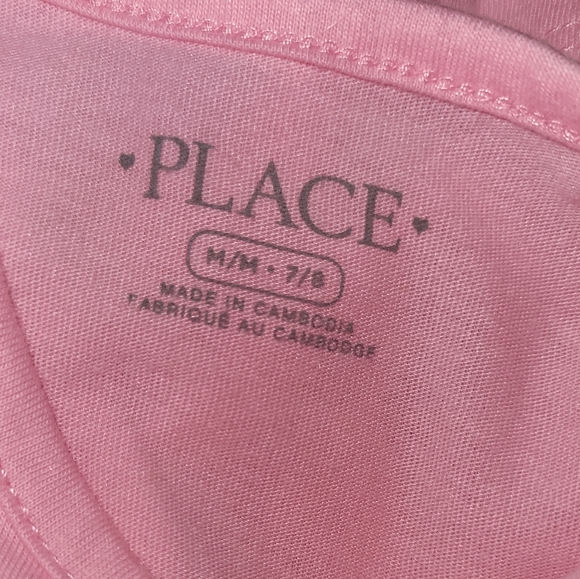 ♥PLACE♥
M/M • 7/8
MADE IN CAMBODIA
FABRIQUÉ AU CAMBODGE